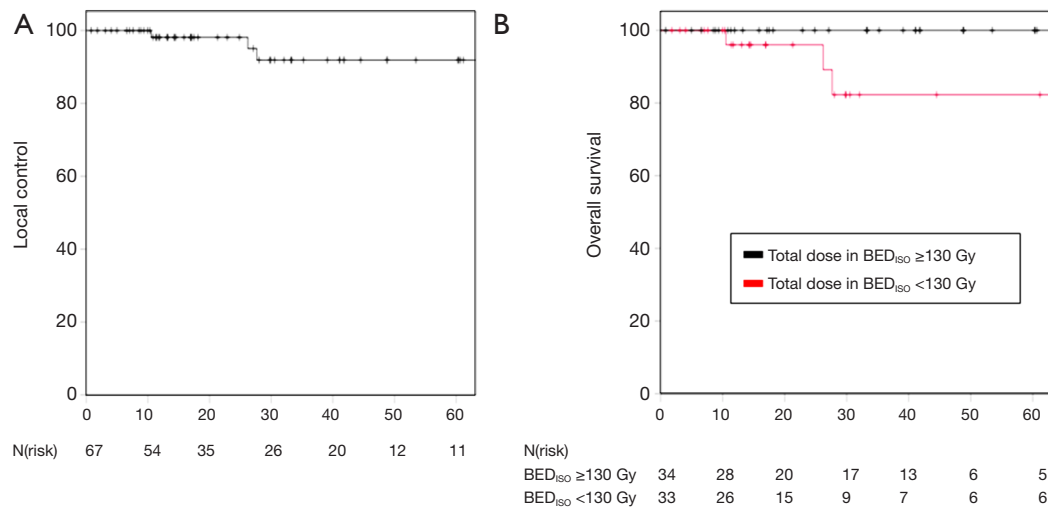 A
Local control
100
80
60
40
20
0
0 10 20 30 40 50 60
N(risk) 67 54 35 26 20 12 11
B
Overall survival
100
80
60
40
20
0
Total dose in BEDISO ≥130 Gy
Total dose in BEDISO <130 Gy
0 10 20 30 40 50 60
N(risk)
BEDISO ≥130 Gy 34 28 20 17 13 6 5
BEDISO <130 Gy 33 26 15 9 7 6 6